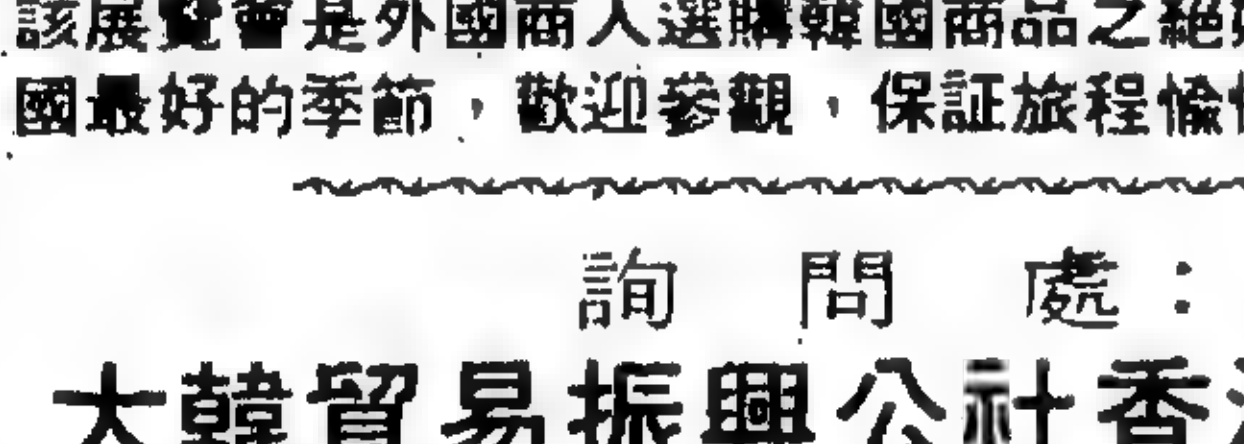 該展覽會是外國商人選購韓國商品之絕
國最好的季節，歡迎參觀，保証旅程愉
詢問處：
大韓貿易振興公社香